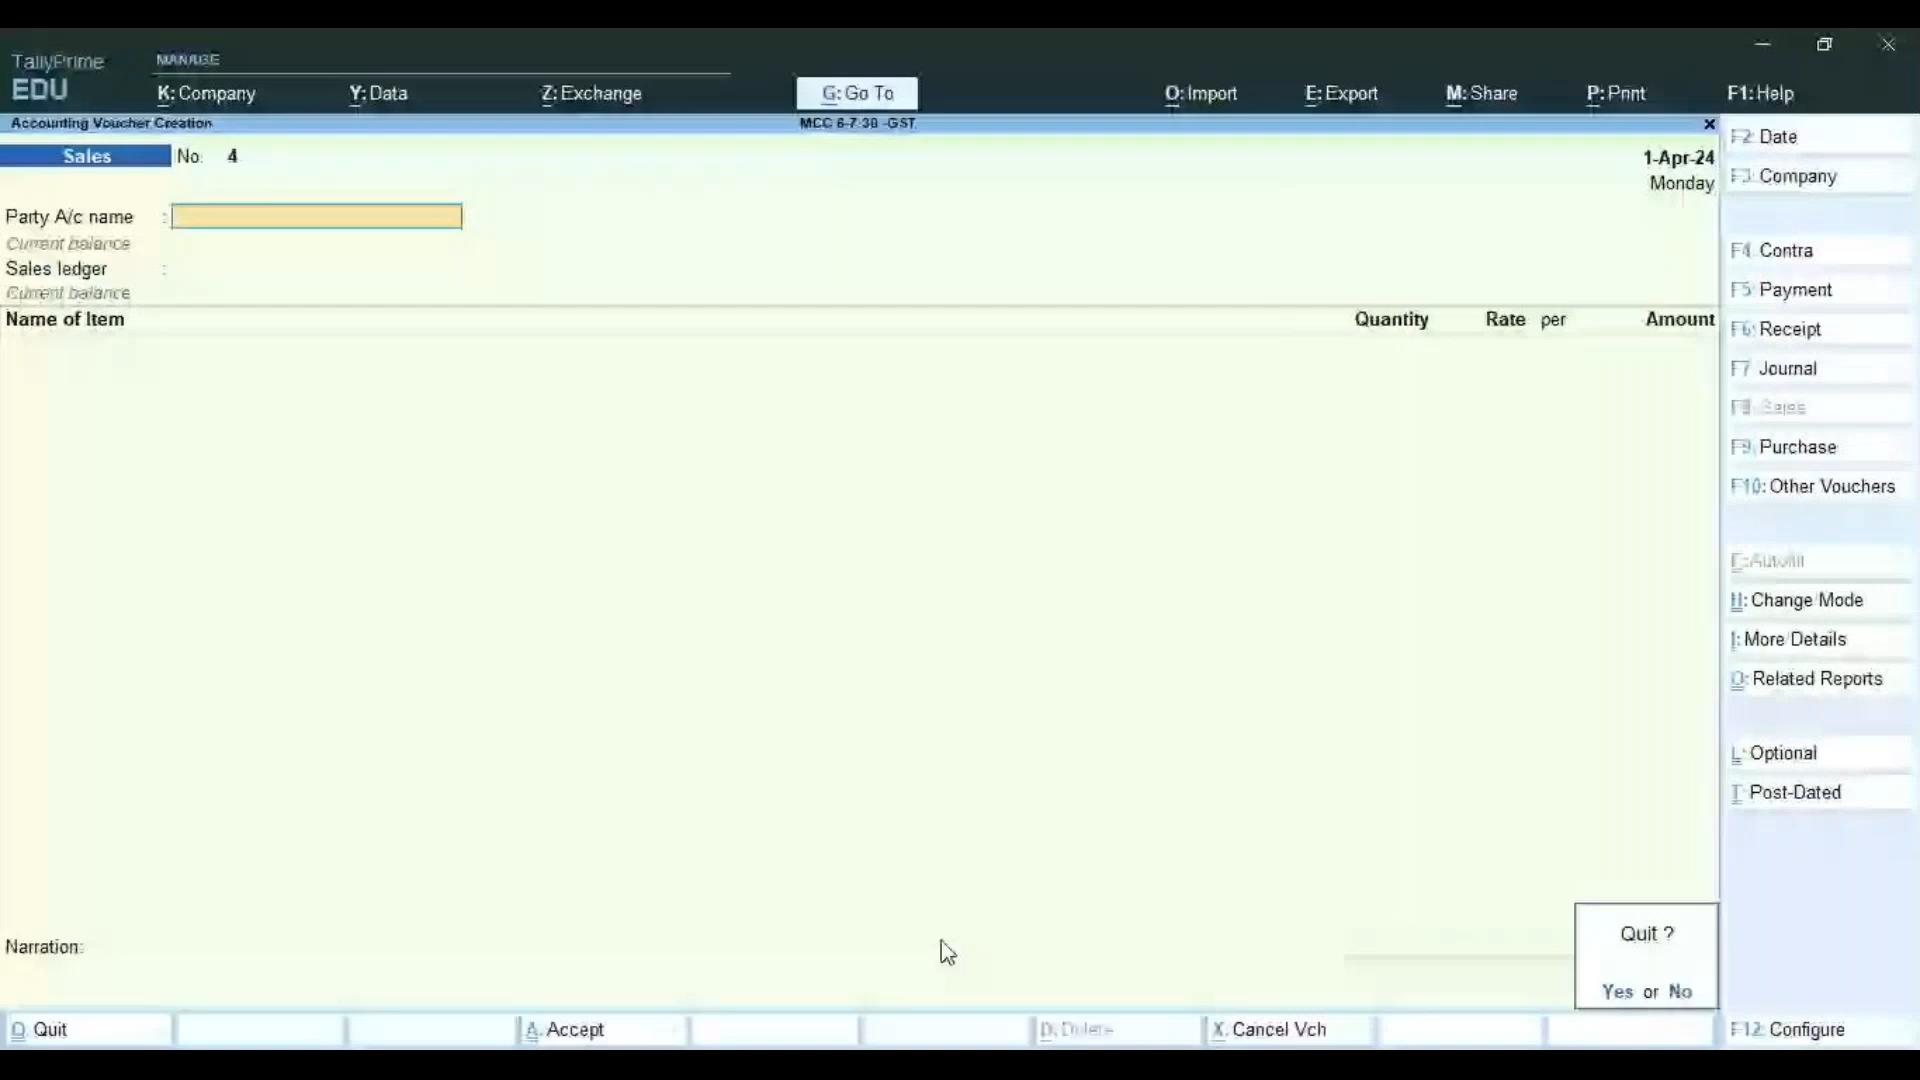 TallyPrime
EDU
MANAGE
K: Company
Y: Data
Z: Exchange
G: Go To
O: Import
E: Export
M: Share
P: Print
F1: Help
Accounting Voucher Creation
MCC 6-7:30 -GST
Sales No. 4
1-Apr-24
Monday
Party A/c name :
Current balance
Sales ledger :
Current balance
Name of Item
Quantity
Rate per
Amount
Narration:
Quit ?
Yes or No
F2: Date
F3: Company
F4: Contra
F5: Payment
F6: Receipt
F7: Journal
F8: Sales
F9: Purchase
F10: Other Vouchers
E: Autofill
H: Change Mode
I: More Details
O: Related Reports
L: Optional
T: Post-Dated
F12: Configure
Q: Quit
A: Accept
D: Delete
X: Cancel Vch